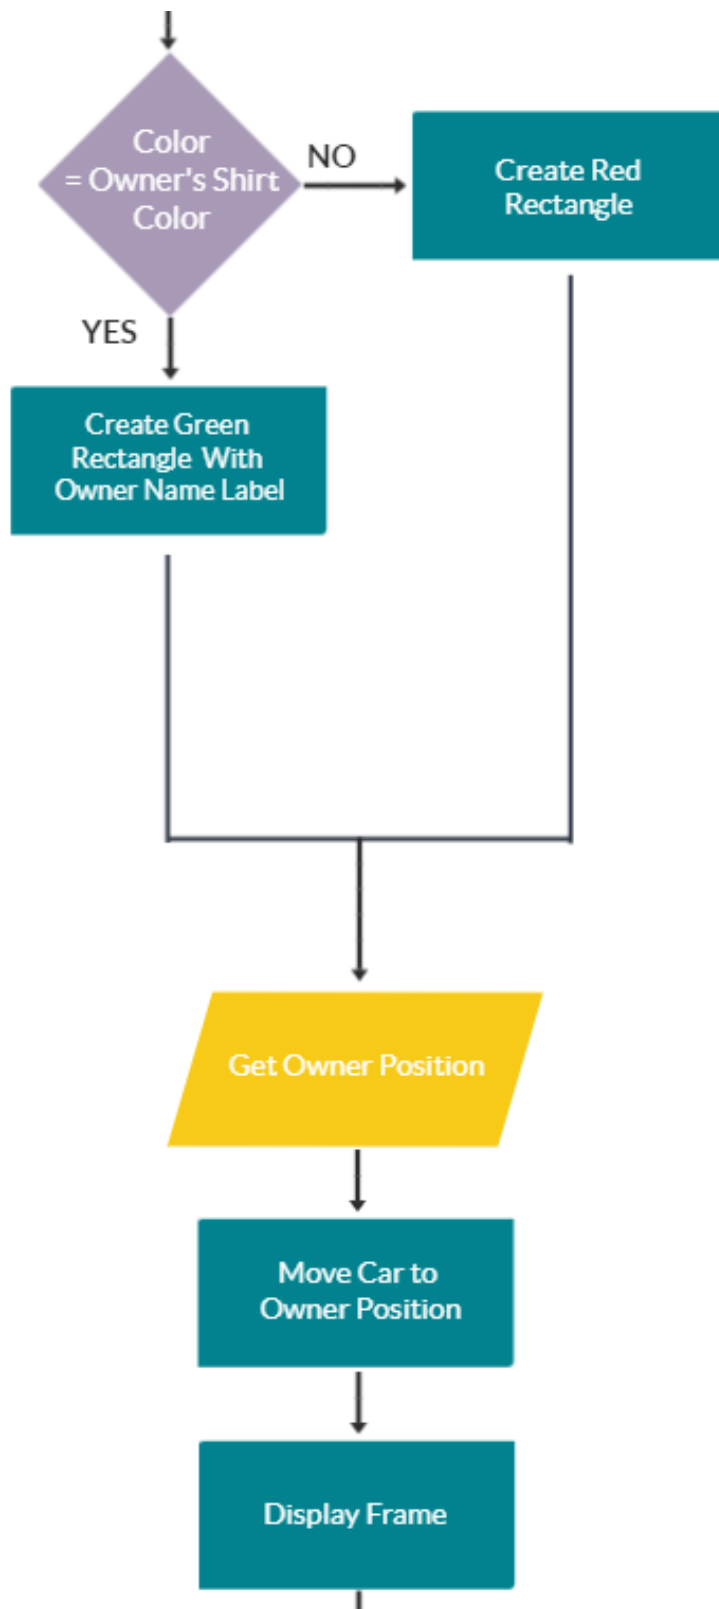 Color
= Owner's Shirt
Color
NO
Create Red
Rectangle
YES
Create Green
Rectangle With
Owner Name Label
Get Owner Position
Move Car to
Owner Position
Display Frame